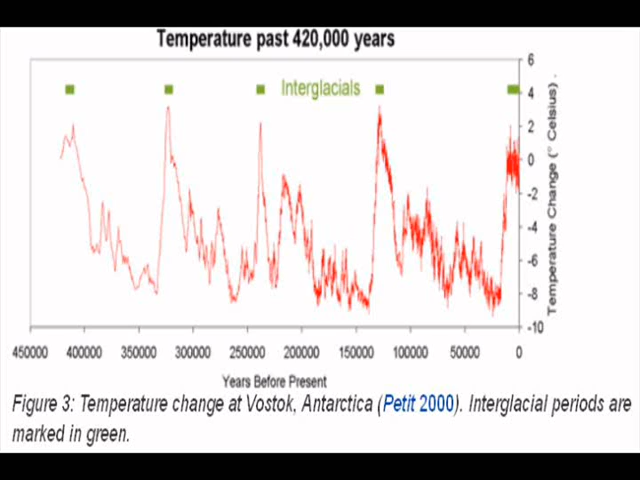 Temperature past 420,000 years
Interglacials
6
4
2
0
-2
-4
-6
-8
-10
Temperature Change (° Celsius) .
450000 400000 350000 300000 250000 200000 150000 100000 50000 0
Years Before Present
Figure 3: Temperature change at Vostok, Antarctica (Petit 2000). Interglacial periods are
marked in green.